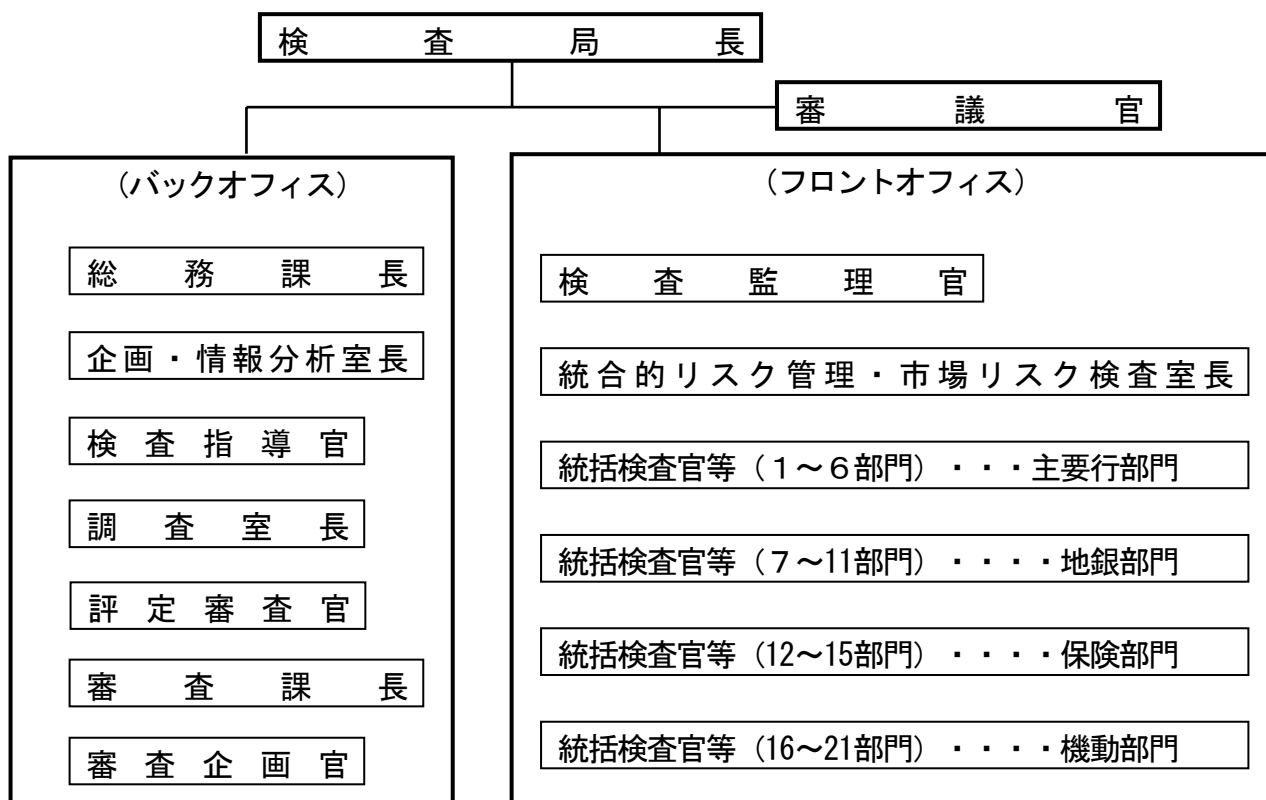 検査局長
審議官
（バックオフィス）
総務課長
企画・情報分析室長
検査指導官
調査室長
評定審査官
審査課長
審査企画官
（フロントオフィス）
検査監理官
統合的リスク管理・市場リスク検査室長
統括検査官等（１～６部門）・・・主要行部門
統括検査官等（７～11部門）・・・・地銀部門
統括検査官等（12～15部門）・・・・保険部門
統括検査官等（16～21部門）・・・・機動部門